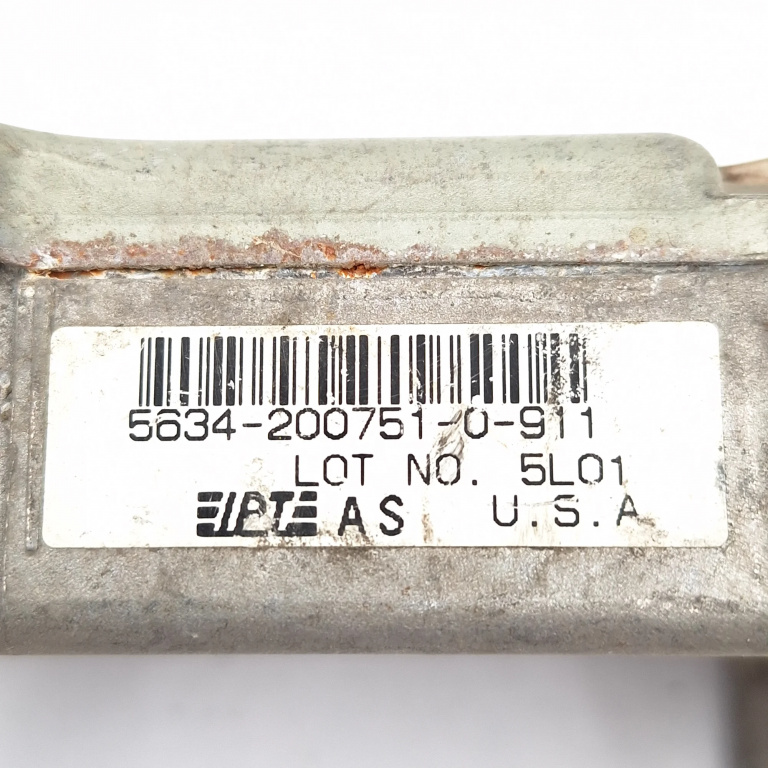 5634-200751-0-911
LOT NO. 5L01
IPT AS U.S.A